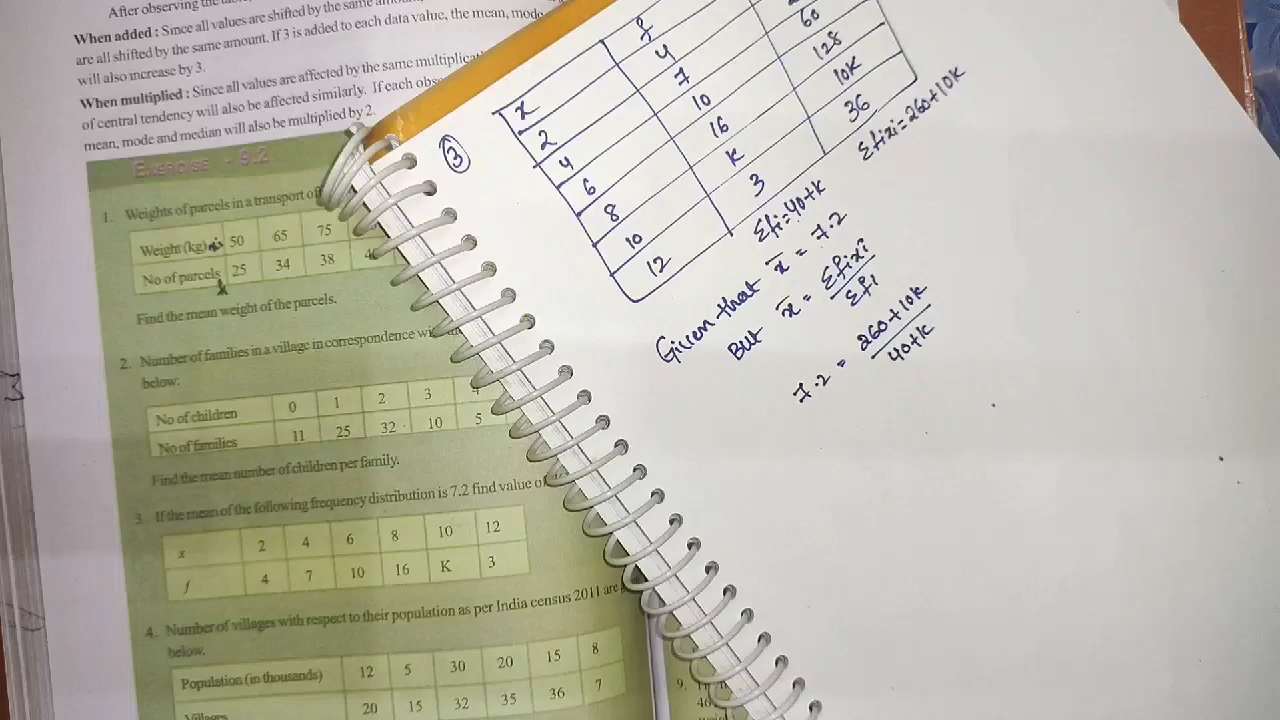 After observing the
When added : Since all values are shifted by the same
are all shifted by the same amount. If 3 is added to each data value, the mean, mode
will also increase by 3.
When multiplied : Since all values are affected by the same
of central tendency will also be affected similarly. If each
mean, mode and median will also be multiplied by 2.
EXERCISE - 9.2
1. Weights of parcels in a transport
Weight (kg) 50 65 75
No of parcels 25 34 38
Find the mean weight of the parcels.
2. Number of families in a village in correspondence
below:
No of children 0 1 2 3
No of families 11 25 32 10 5
Find the mean number of children per family.
3. If the mean of the following frequency distribution is 7.2 find value
x 2 4 6 8 10 12
f 4 7 10 16 K 3
4. Number of villages with respect to their population as per India census 2011 are
below.
Population (in thousands) 12 5 30 20 15 8
Villages 20 15 32 35 36 7
9.
3
x f
2 4
4 7
6 10 60
8 16 128
10 K 10K
12 3 36
Σfi=40+K Σfixi=260+10K
Given that x̄ = 7.2
But x̄ = Σfixi/Σfi
7.2 = 260+10K/40+K